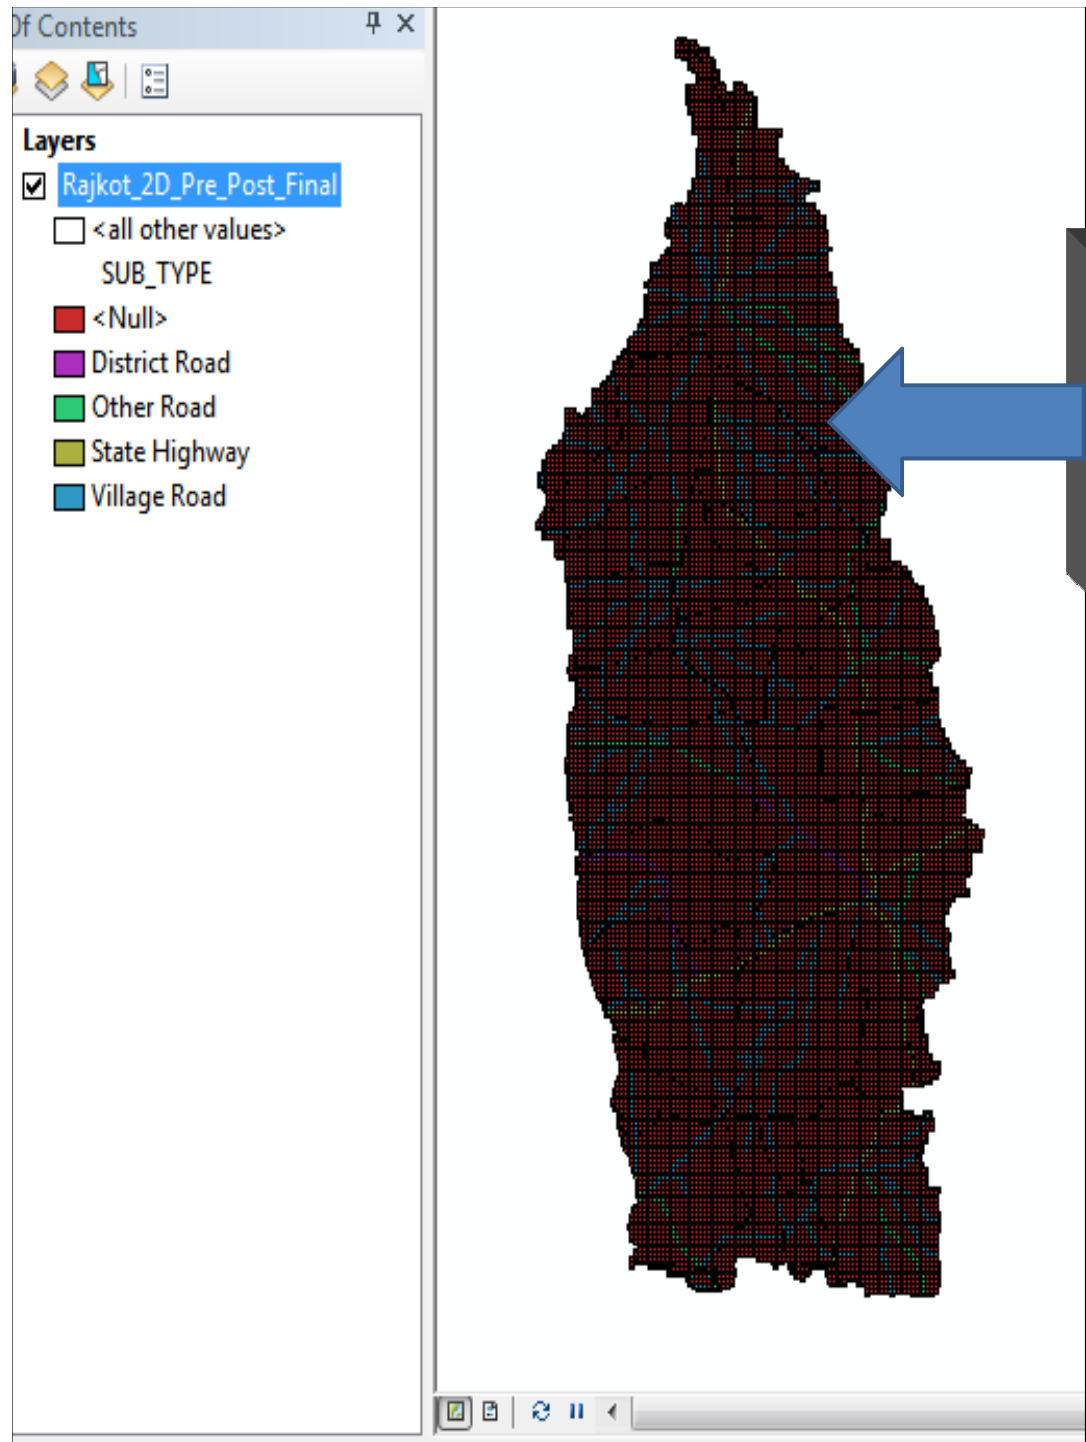 Of Contents
Layers
Rajkot_2D_Pre_Post_Final
<all other values>
SUB_TYPE
<Null>
District Road
Other Road
State Highway
Village Road